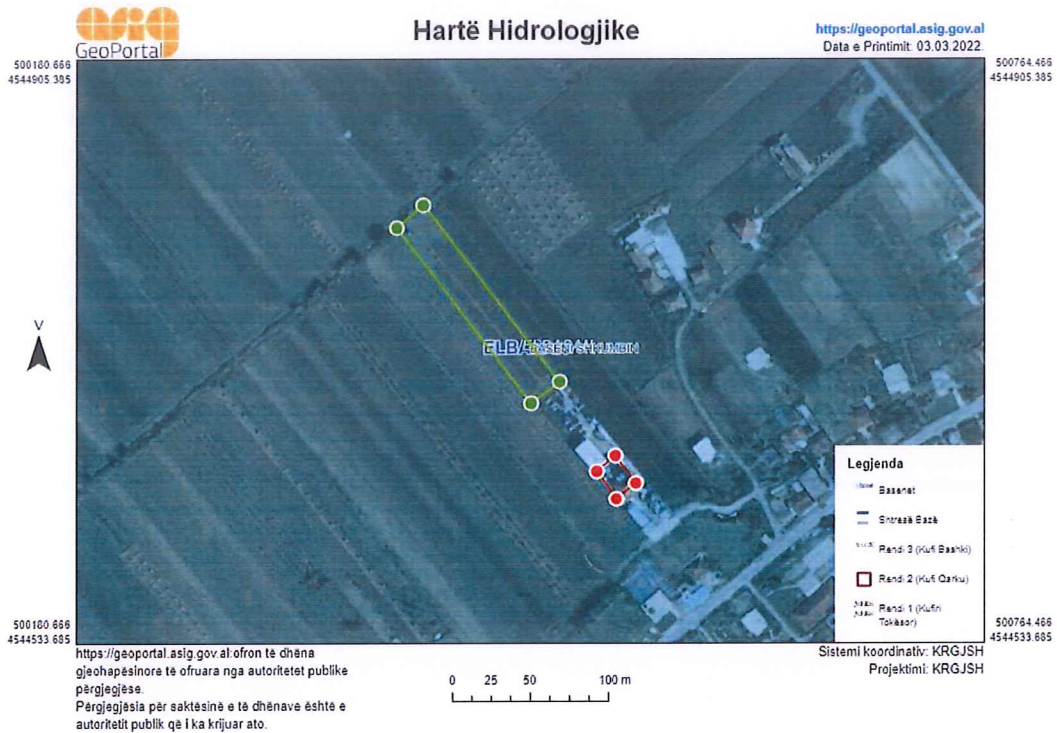 asig
GeoPortal
Hartë Hidrologjike
https://geoportal.asig.gov.al
Data e Printimit: 03.03.2022.
500180.666
4544905.385
500764.466
4544905.385
V
BASENI SHKUMBIN
Legjenda
Basenet
Shtresë Bazë
Rendi 3 (Kufi Bashki)
Rendi 2 (Kufi Qarku)
Rendi 1 (Kufiri
Tokësor)
500180.666
4544533.685
500764.466
4544533.685
https://geoportal.asig.gov.al:ofron të dhëna
gjeohapësinore të ofruara nga autoritetet publike
përgjegjëse.
Përgjegjësia për saktësinë e të dhënave është e
autoritetit publik që i ka krijuar ato.
0 25 50 100 m
Sistemi koordinativ: KRGJSH
Projektimi: KRGJSH